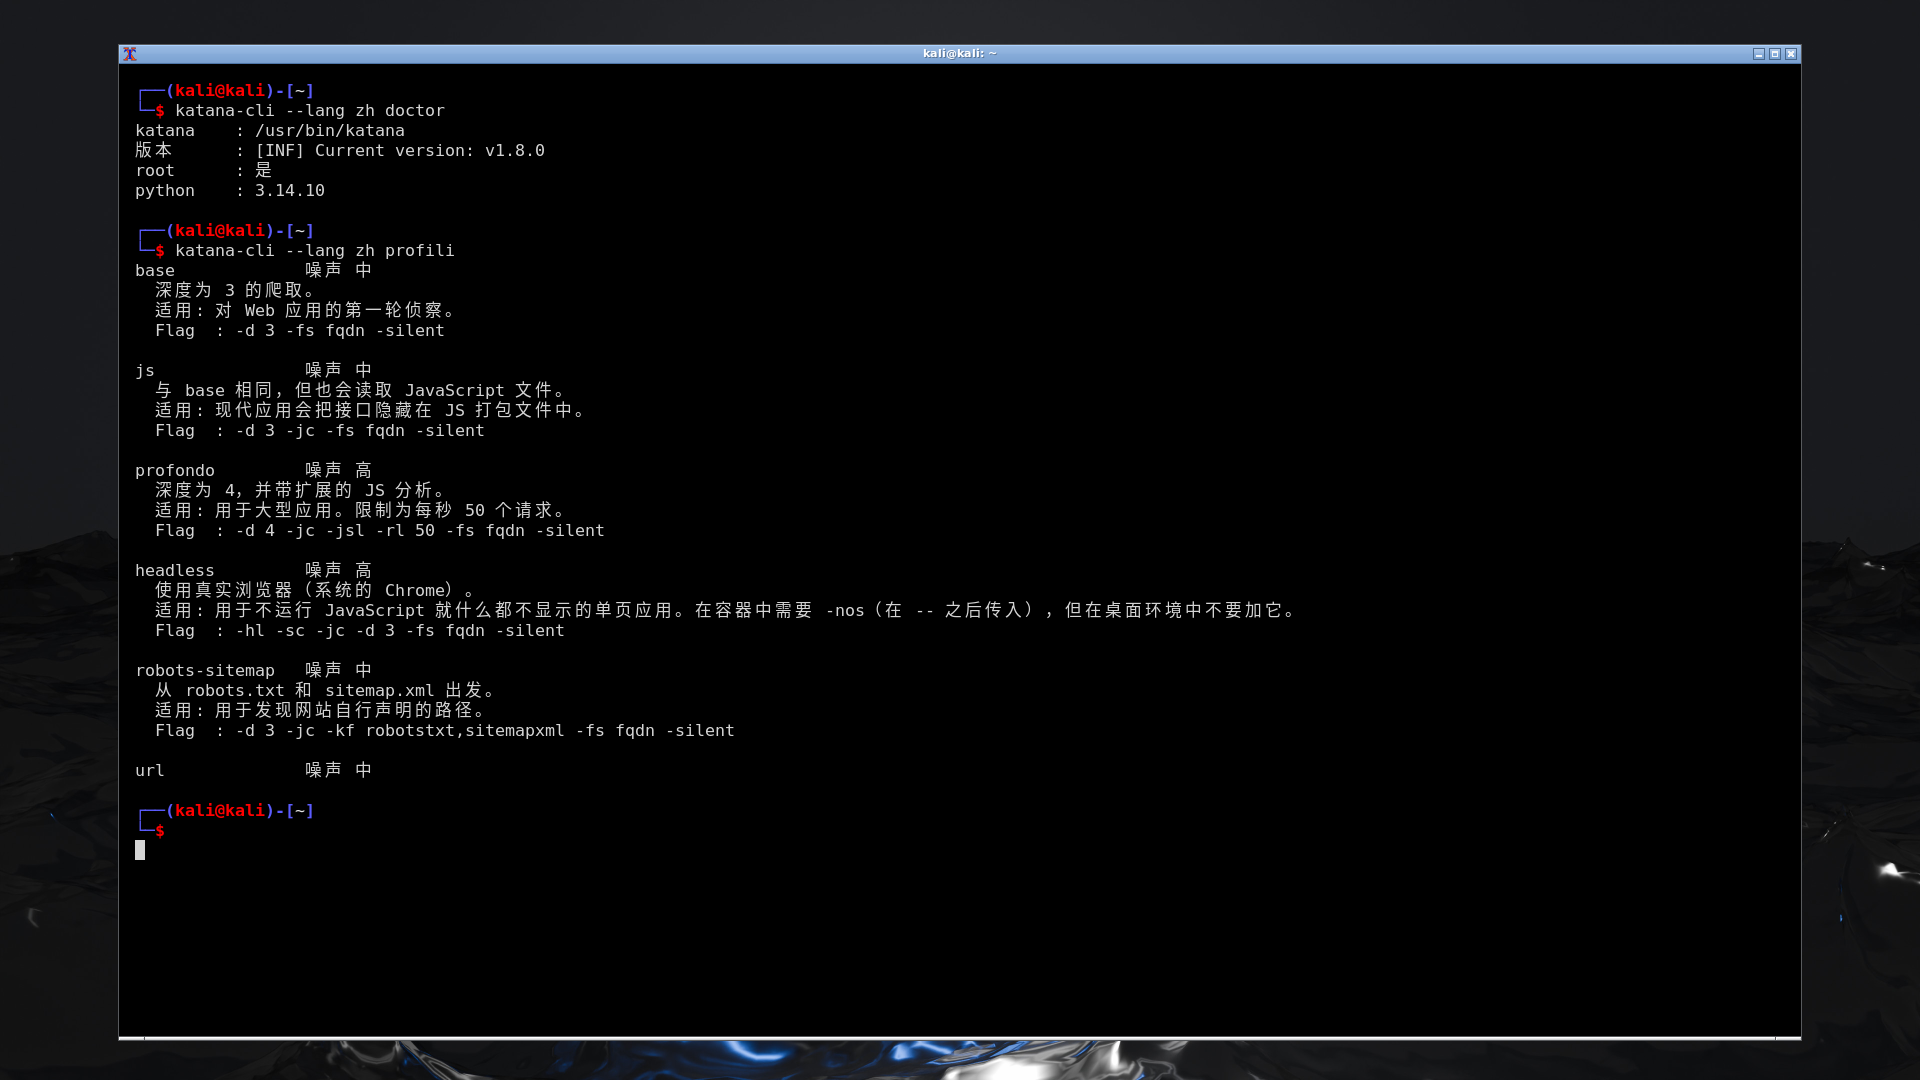 kali@kali: ~
┌──(kali@kali)-[~]
└─$ katana-cli --lang zh doctor
katana    : /usr/bin/katana
版本      : [INF] Current version: v1.8.0
root      : 是
python    : 3.14.10
┌──(kali@kali)-[~]
└─$ katana-cli --lang zh profili
base             噪声 中
  深度为 3 的爬取。
  适用: 对 Web 应用的第一轮侦察。
  Flag  : -d 3 -fs fqdn -silent
js               噪声 中
  与 base 相同，但也会读取 JavaScript 文件。
  适用: 现代应用会把接口隐藏在 JS 打包文件中。
  Flag  : -d 3 -jc -fs fqdn -silent
profondo         噪声 高
  深度为 4，并带扩展的 JS 分析。
  适用: 用于大型应用。限制为每秒 50 个请求。
  Flag  : -d 4 -jc -jsl -rl 50 -fs fqdn -silent
headless         噪声 高
  使用真实浏览器（系统的 Chrome）。
  适用: 用于不运行 JavaScript 就什么都不显示的单页应用。在容器中需要 -nos（在 -- 之后传入），但在桌面环境中不要加它。
  Flag  : -hl -sc -jc -d 3 -fs fqdn -silent
robots-sitemap   噪声 中
  从 robots.txt 和 sitemap.xml 出发。
  适用: 用于发现网站自行声明的路径。
  Flag  : -d 3 -jc -kf robotstxt,sitemapxml -fs fqdn -silent
url              噪声 中
┌──(kali@kali)-[~]
└─$